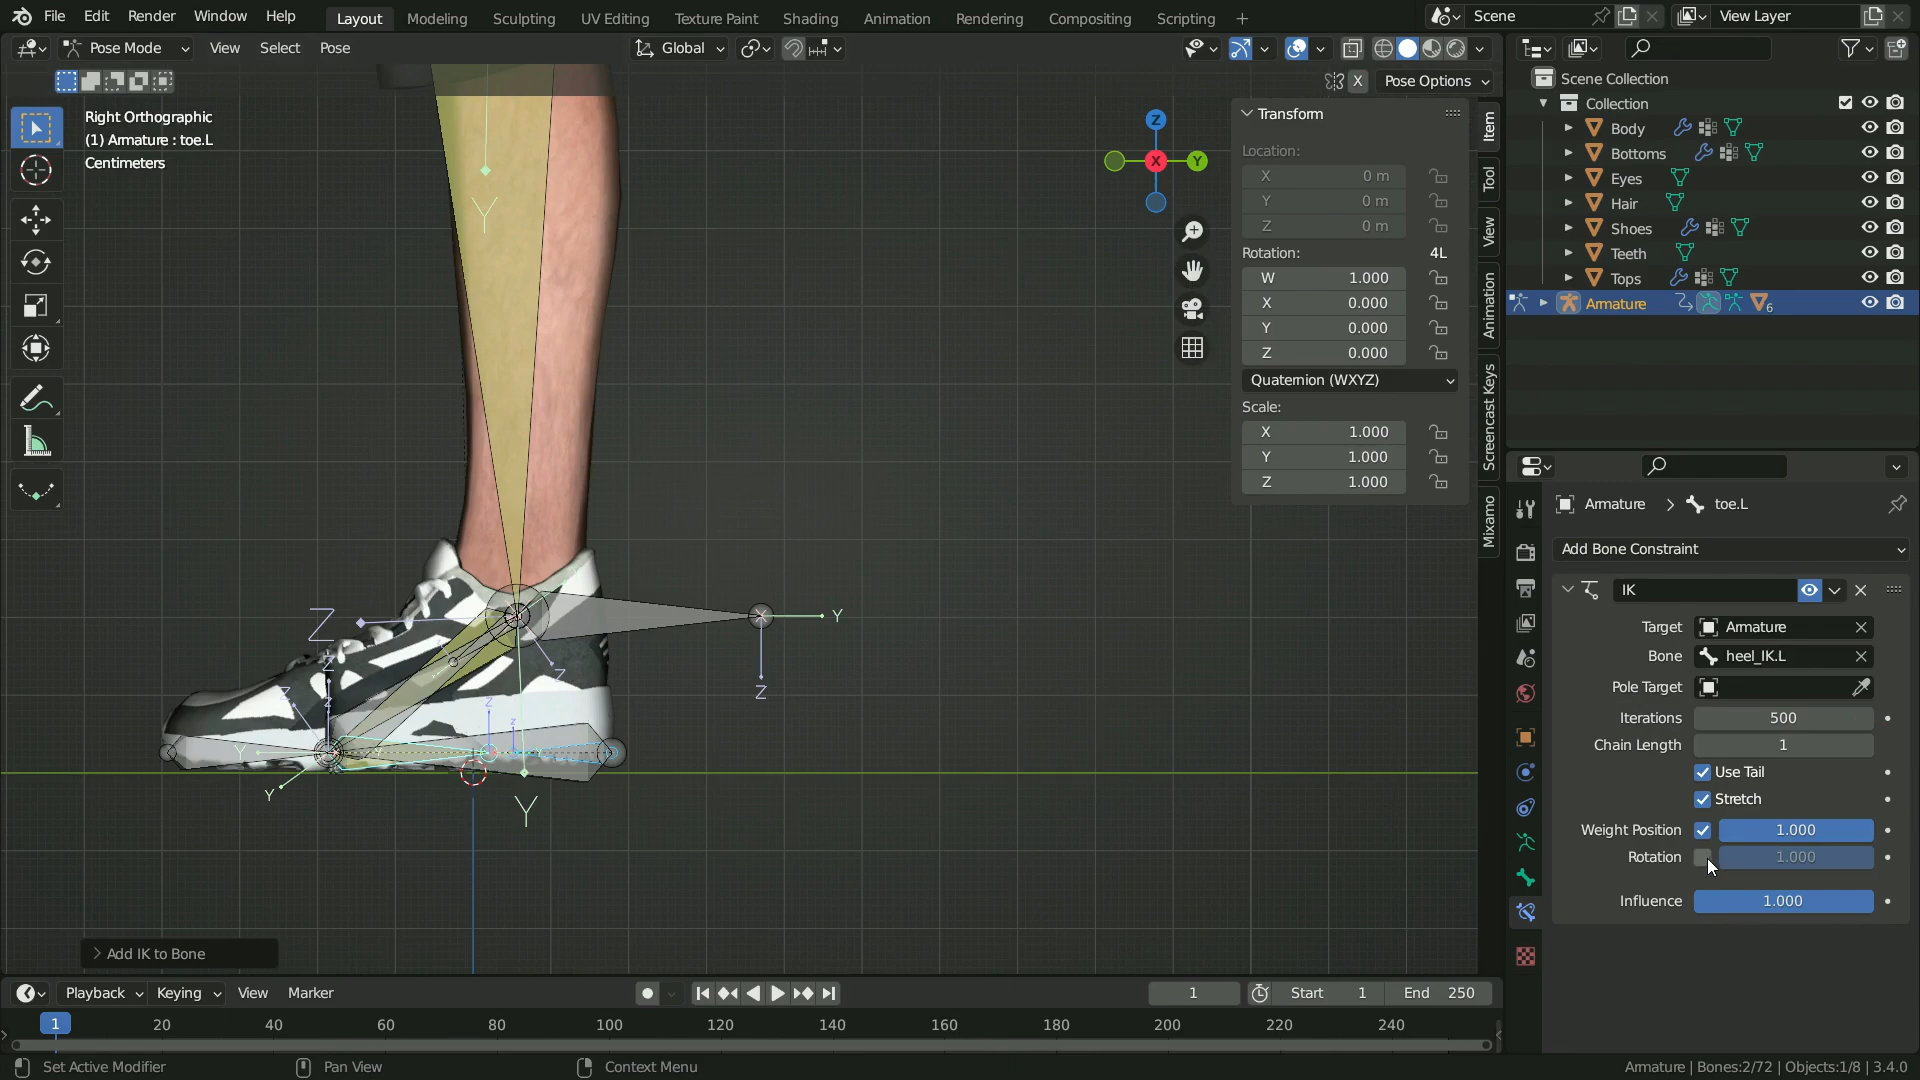 File Edit Render Window Help
Layout Modeling Sculpting UV Editing Texture Paint Shading Animation Rendering Compositing Scripting +
Scene
View Layer
Pose Mode View Select Pose
Global
X Pose Options
Right Orthographic
(1) Armature : toe.L
Centimeters
Z
X
Y
Transform
Location:
X 0 m
Y 0 m
Z 0 m
Rotation: 4L
W 1.000
X 0.000
Y 0.000
Z 0.000
Quaternion (WXYZ)
Scale:
X 1.000
Y 1.000
Z 1.000
Item
Tool
View
Animation
Screencast Keys
Mixamo
Scene Collection
Collection
Body
Bottoms
Eyes
Hair
Shoes
Teeth
Tops
Armature 6
Armature > toe.L
Add Bone Constraint
IK
Target Armature
Bone heel_IK.L
Pole Target
Iterations 500
Chain Length 1
Use Tail
Stretch
Weight Position 1.000
Rotation 1.000
Influence 1.000
> Add IK to Bone
Playback Keying View Marker
1 Start 1 End 250
1 20 40 60 80 100 120 140 160 180 200 220 240
Set Active Modifier Pan View Context Menu
Armature | Bones:2/72 | Objects:1/8 | 3.4.0